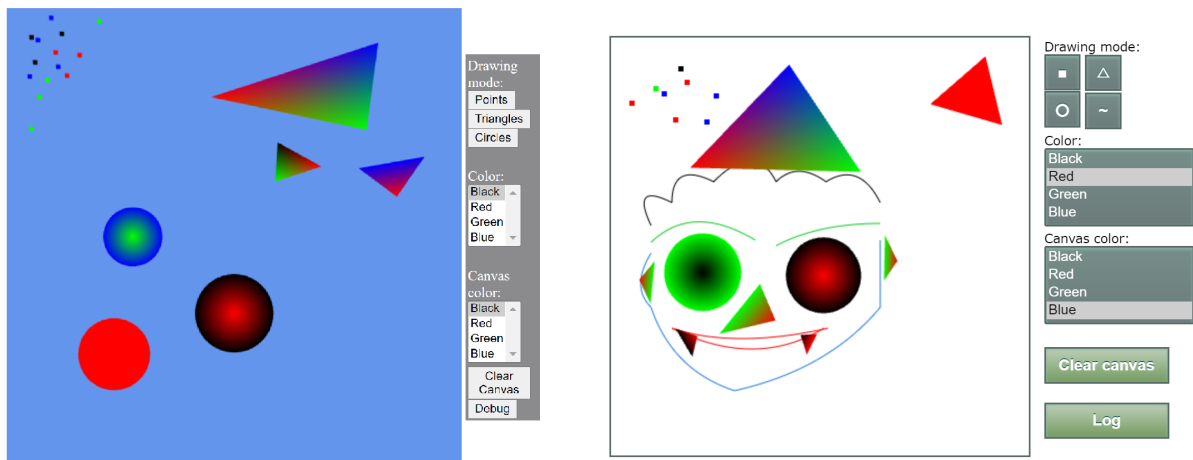 Drawing
mode:
Points
Triangles
Circles
Color:
Black
Red
Green
Blue
Canvas
color:
Black
Red
Green
Blue
Clear
Canvas
Debug
Drawing mode:
~
Color:
Black
Red
Green
Blue
Canvas color:
Black
Red
Green
Blue
Clear canvas
Log